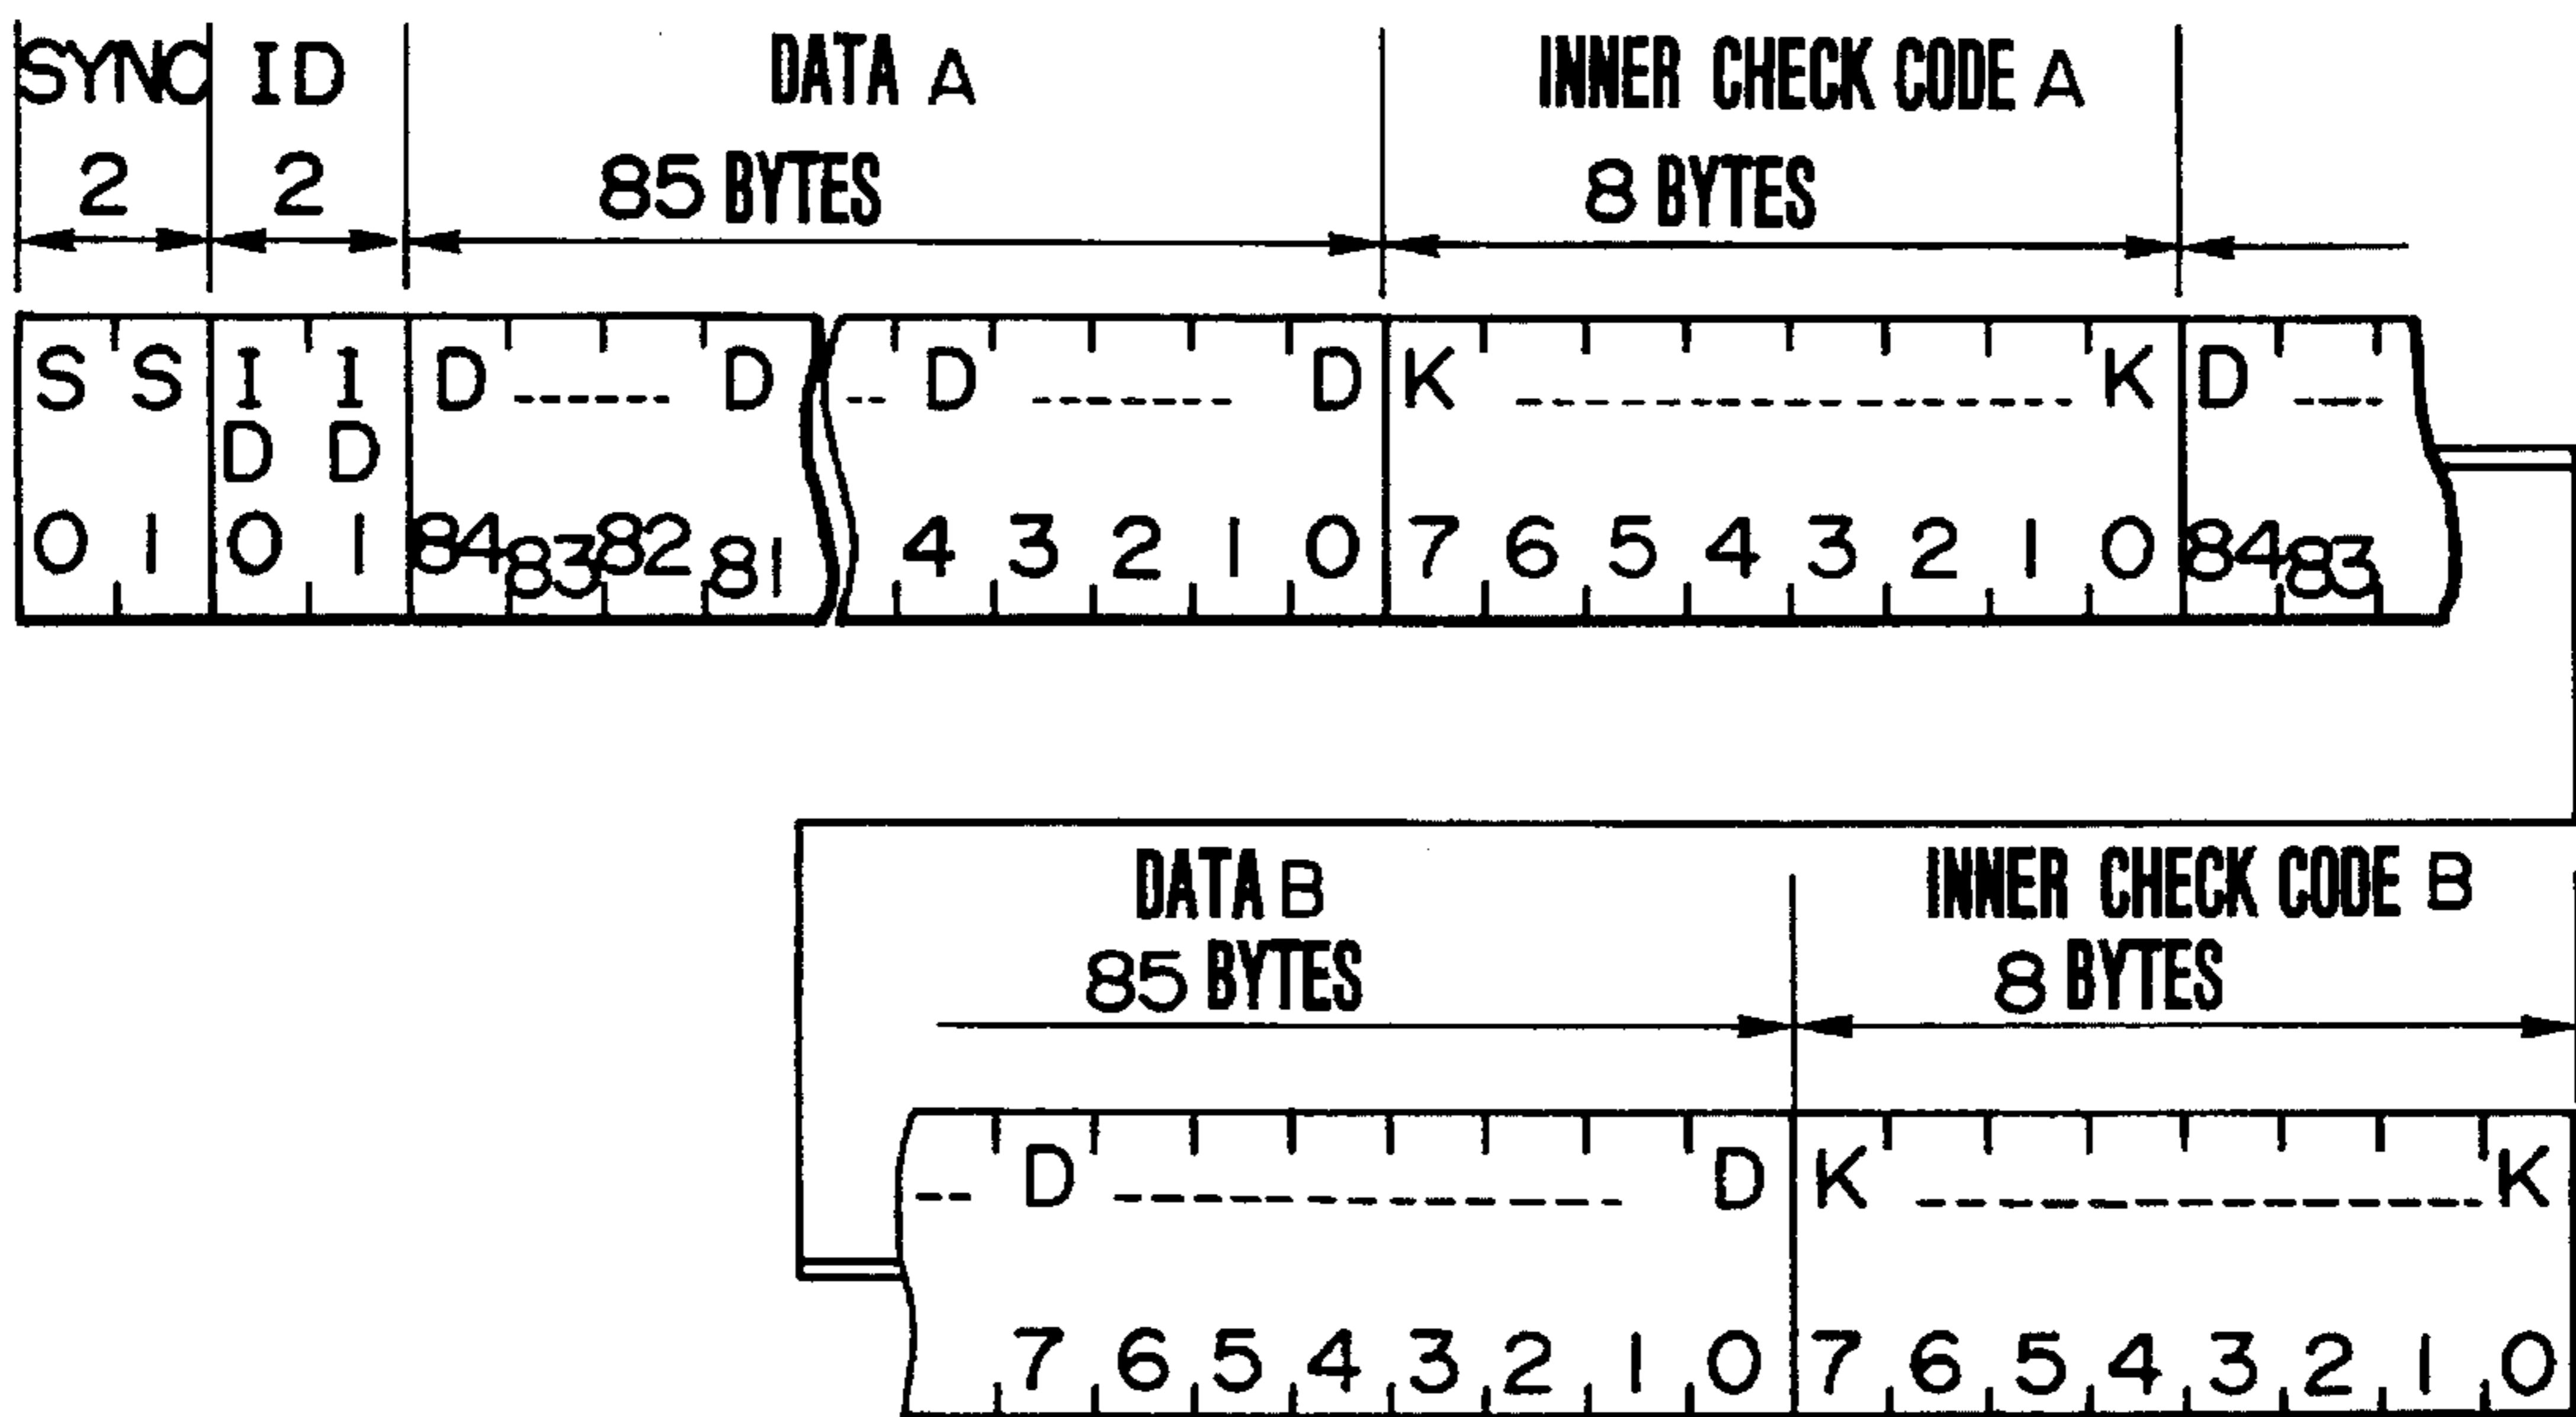 SYNC ID DATA A INNER CHECK CODE A
2 2 85 BYTES 8 BYTES
S S I I D ------ D -- D ------ D K ------------ K D ---
D D
0 1 0 1 84 83 82 81 4 3 2 1 0 7 6 5 4 3 2 1 0 84 83
DATA B INNER CHECK CODE B
85 BYTES 8 BYTES
-- D ------------ D K ------------ K
7 6 5 4 3 2 1 0 7 6 5 4 3 2 1 0